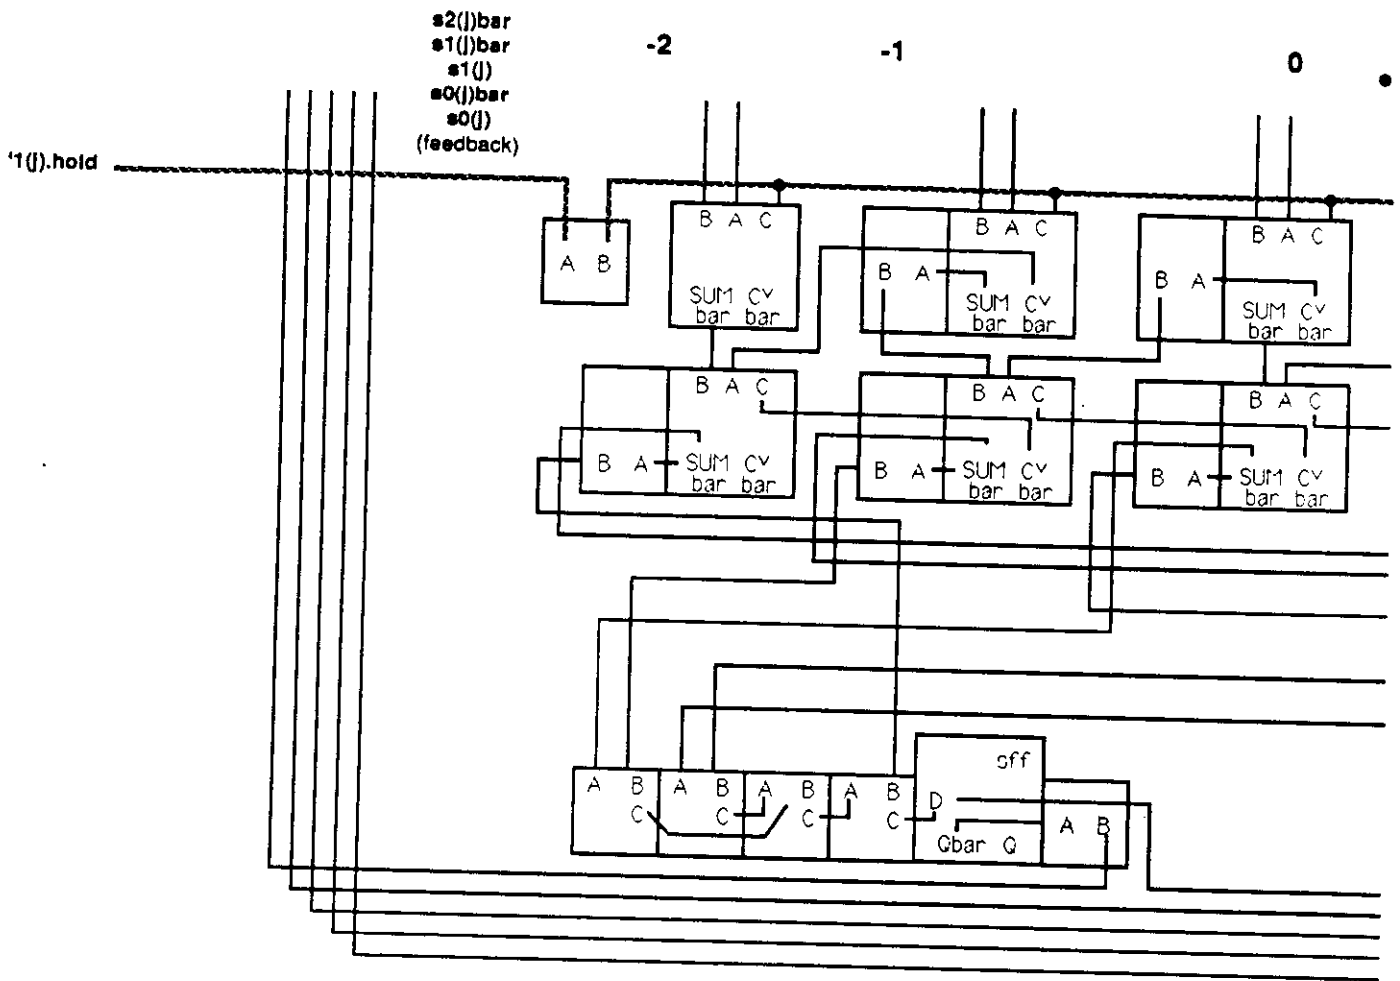 s2(j)bar
s1(j)bar
s1(j)
s0(j)bar
s0(j)
(feedback)
-2
-1
0
'1(j).hold
A B
B A C
SUM Cv
bar bar
B A C
B A
SUM Cv
bar bar
B A C
B A
SUM Cv
bar bar
B A C
B A SUM Cv
bar bar
B A C
B A SUM Cv
bar bar
B A C
B A SUM Cv
bar bar
A B
C
A B
C
A B
C
A B
C
sff
D
Qbar Q
A B